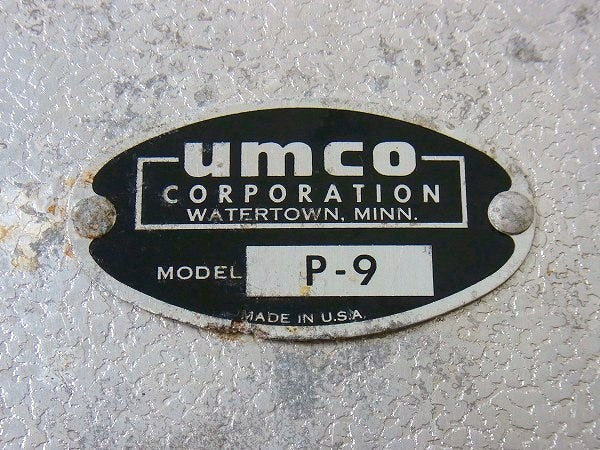 umco
CORPORATION
WATERTOWN, MINN.
MODEL P-9
MADE IN U.S.A.